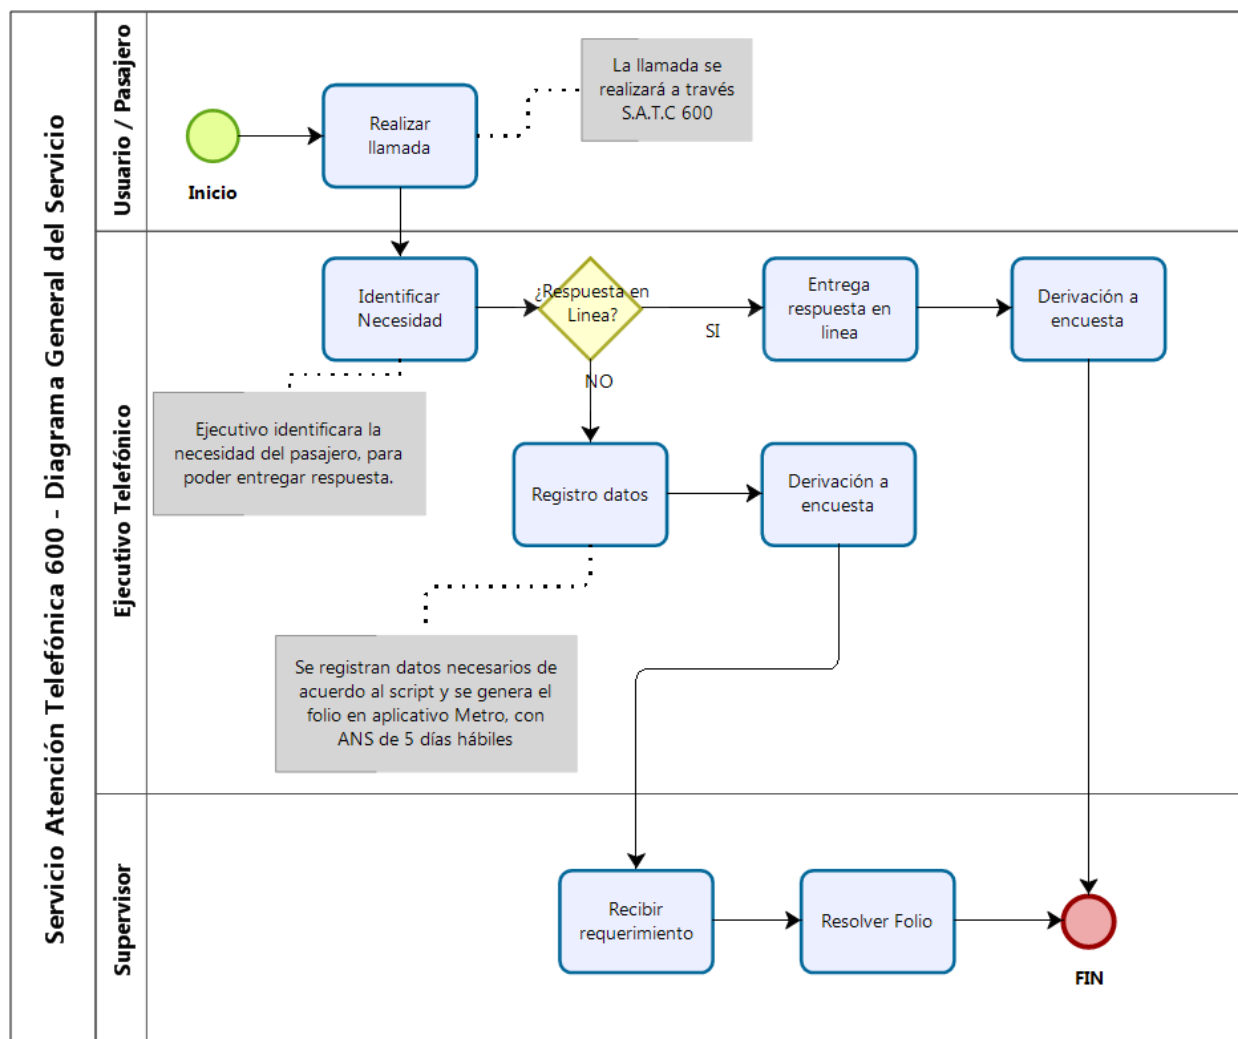 Servicio Atención Telefónica 600 - Diagrama General del Servicio
Usuario / Pasajero
Inicio
Realizar
llamada
La llamada se
realizará a través
S.A.T.C 600
Ejecutivo Telefónico
Identificar
Necesidad
¿Respuesta en
Linea?
SI
Entrega
respuesta en
linea
Derivación a
encuesta
NO
Ejecutivo identificara la
necesidad del pasajero, para
poder entregar respuesta.
Registro datos
Derivación a
encuesta
Se registran datos necesarios de
acuerdo al script y se genera el
folio en aplicativo Metro, con
ANS de 5 días hábiles
Supervisor
Recibir
requerimiento
Resolver Folio
FIN